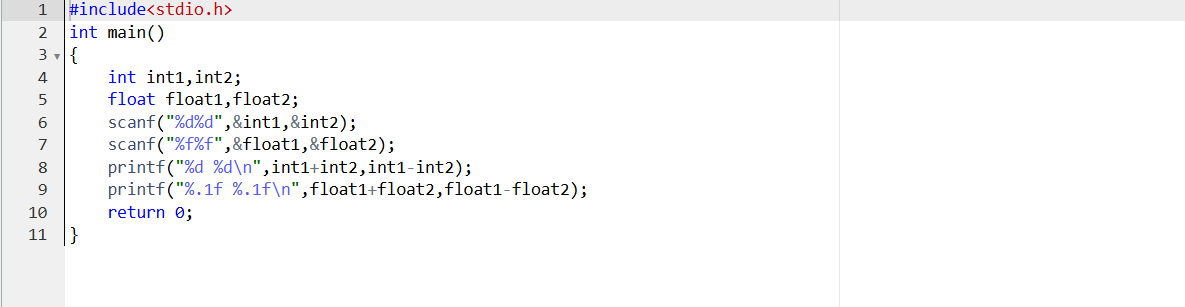 1 #include<stdio.h>
2 int main()
3 {
4     int int1,int2;
5     float float1,float2;
6     scanf("%d%d",&int1,&int2);
7     scanf("%f%f",&float1,&float2);
8     printf("%d %d\n",int1+int2,int1-int2);
9     printf("%.1f %.1f\n",float1+float2,float1-float2);
10     return 0;
11 }